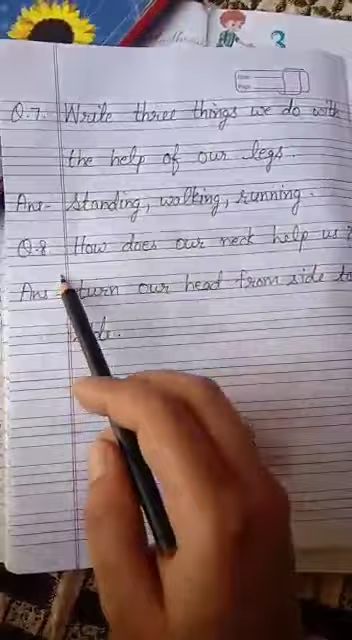 3
Q.7. Write three things we do with
the help of our legs.
Ans- Standing, walking, running.
Q.8. How does our neck help us?
Ans turn our head from side to
side.